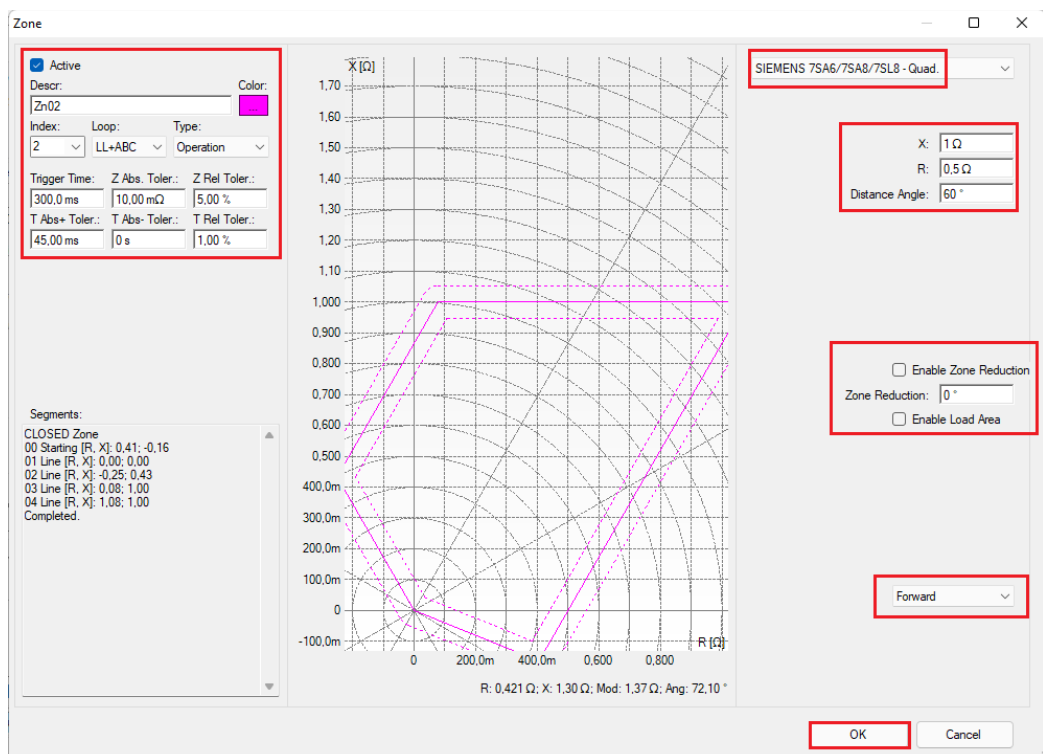 Zone
Active
Descr: Color:
Zn02 ...
Index: Loop: Type:
2 LL+ABC Operation
Trigger Time: Z Abs. Toler.: Z Rel Toler.:
300,0 ms 10,00 mΩ 5,00 %
T Abs+ Toler.: T Abs- Toler.: T Rel Toler.:
45,00 ms 0 s 1,00 %
Segments:
CLOSED Zone
00 Starting [R, X]: 0,41; -0,16
01 Line [R, X]: 0,00; 0,00
02 Line [R, X]: -0,25; 0,43
03 Line [R, X]: 0,08; 1,00
04 Line [R, X]: 1,08; 1,00
Completed.
X [Ω]
1,70
1,60
1,50
1,40
1,30
1,20
1,10
1,000
0,900
0,800
0,700
0,600
0,500
400,0m
300,0m
200,0m
100,0m
0
-100,0m
R [Ω]
0 200,0m 400,0m 0,600 0,800
R: 0,421 Ω; X: 1,30 Ω; Mod: 1,37 Ω; Ang: 72,10 °
SIEMENS 7SA6/7SA8/7SL8 - Quad.
X: 1 Ω
R: 0,5 Ω
Distance Angle: 60 °
Enable Zone Reduction
Zone Reduction: 0 °
Enable Load Area
Forward
OK Cancel